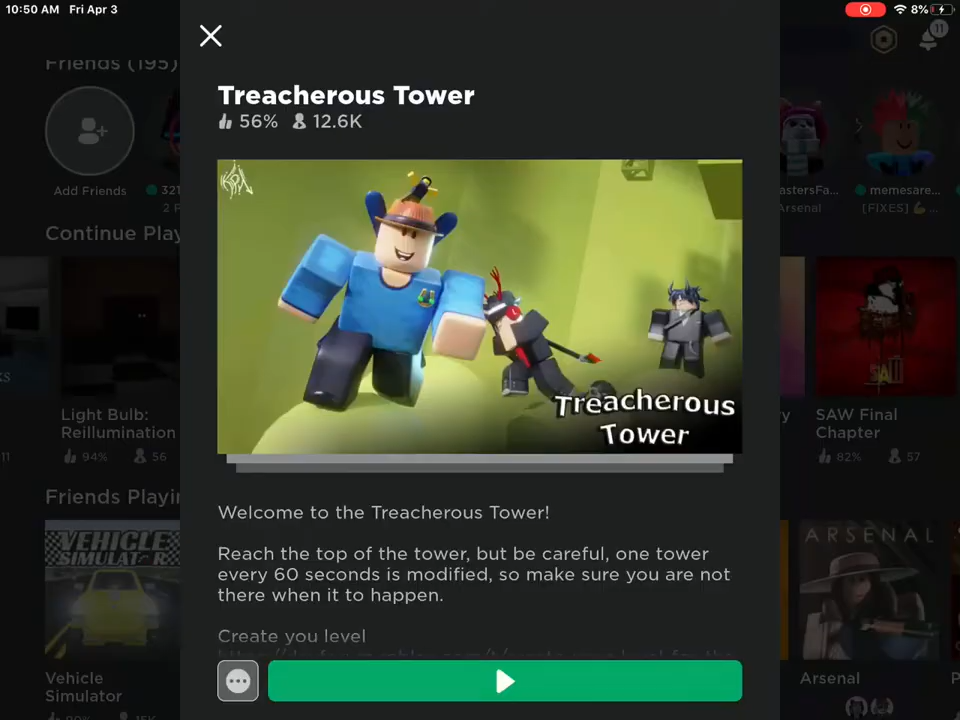 10:50 AM Fri Apr 3
8%
11
Friends (195)
Treacherous Tower
56% 12.6K
Add Friends
321
Arsenal
memesare...
[FIXES]
Continue Play
Treacherous
Tower
Light Bulb:
Reillumination
94% 56
SAW Final
Chapter
82% 57
Friends Playin
Welcome to the Treacherous Tower!
Reach the top of the tower, but be careful, one tower
every 60 seconds is modified, so make sure you are not
there when it to happen.
Create you level
VEHICLE
SIMULATOR
ARSENAL
Vehicle
Simulator
Arsenal